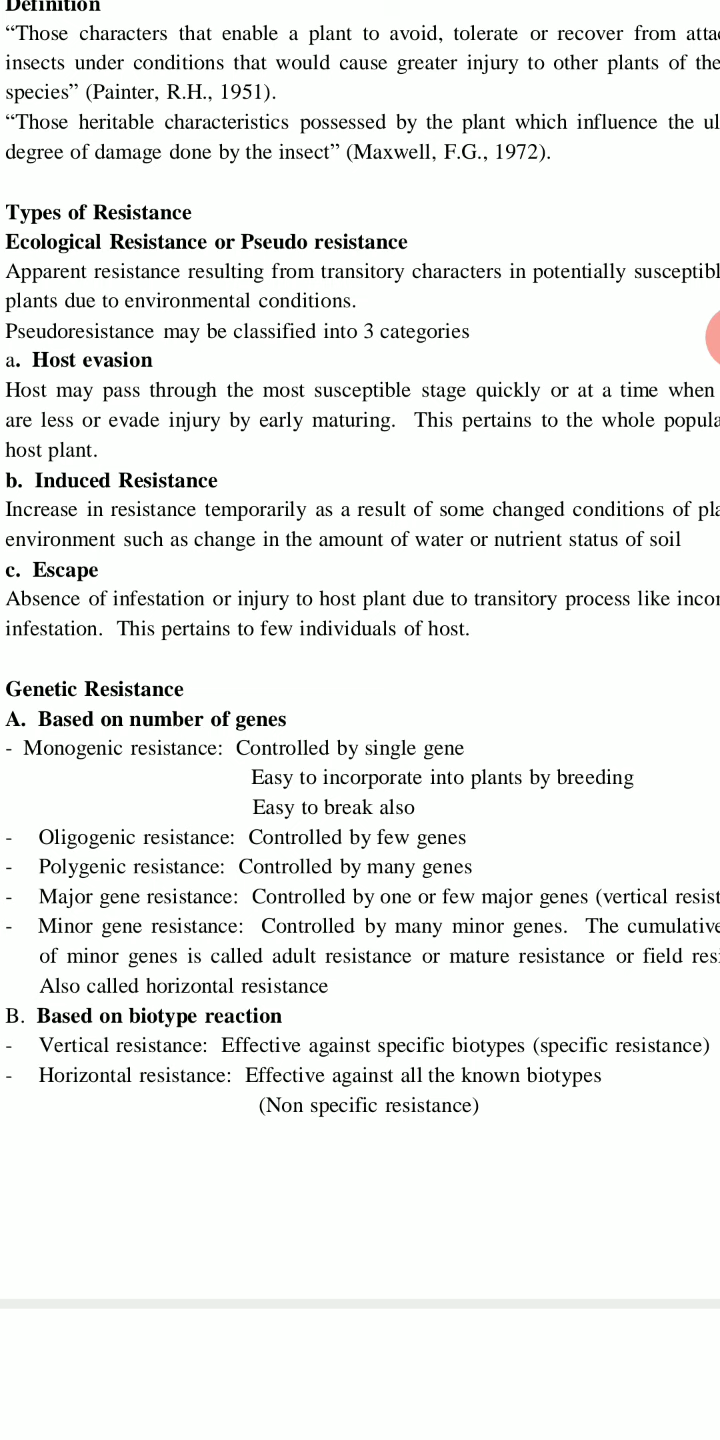 Definition
“Those characters that enable a plant to avoid, tolerate or recover from
insects under conditions that would cause greater injury to other plants of the
species” (Painter, R.H., 1951).
“Those heritable characteristics possessed by the plant which influence the
degree of damage done by the insect” (Maxwell, F.G., 1972).
Types of Resistance
Ecological Resistance or Pseudo resistance
Apparent resistance resulting from transitory characters in potentially
plants due to environmental conditions.
Pseudoresistance may be classified into 3 categories
a. Host evasion
Host may pass through the most susceptible stage quickly or at a time when
are less or evade injury by early maturing. This pertains to the whole
host plant.
b. Induced Resistance
Increase in resistance temporarily as a result of some changed conditions of
environment such as change in the amount of water or nutrient status of soil
c. Escape
Absence of infestation or injury to host plant due to transitory process like
infestation. This pertains to few individuals of host.
Genetic Resistance
A. Based on number of genes
- Monogenic resistance: Controlled by single gene
Easy to incorporate into plants by breeding
Easy to break also
- Oligogenic resistance: Controlled by few genes
- Polygenic resistance: Controlled by many genes
- Major gene resistance: Controlled by one or few major genes (vertical
- Minor gene resistance: Controlled by many minor genes. The cumulative
of minor genes is called adult resistance or mature resistance or field
Also called horizontal resistance
B. Based on biotype reaction
- Vertical resistance: Effective against specific biotypes (specific resistance)
- Horizontal resistance: Effective against all the known biotypes
(Non specific resistance)